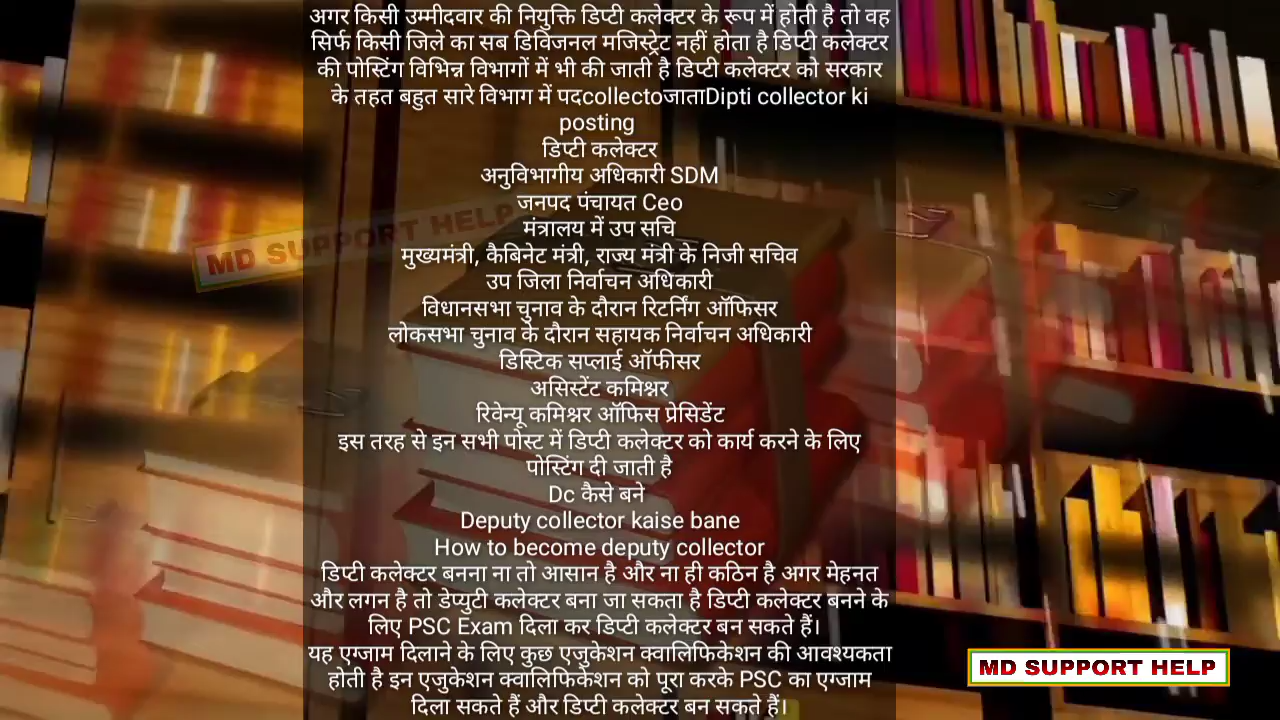 अगर किसी उम्मीदवार की नियुक्ति डिप्टी कलेक्टर के रूप में होती है तो वह
सिर्फ किसी जिले का सब डिविजनल मजिस्ट्रेट नहीं होता है डिप्टी कलेक्टर
की पोस्टिंग विभिन्न विभागों में भी की जाती है डिप्टी कलेक्टर को सरकार
के तहत बहुत सारे विभाग में पदcollectoजाताDipti collector ki
posting
डिप्टी कलेक्टर
अनुविभागीय अधिकारी SDM
जनपद पंचायत Ceo
मंत्रालय में उप सचि
मुख्यमंत्री, कैबिनेट मंत्री, राज्य मंत्री के निजी सचिव
उप जिला निर्वाचन अधिकारी
विधानसभा चुनाव के दौरान रिटर्निंग ऑफिसर
लोकसभा चुनाव के दौरान सहायक निर्वाचन अधिकारी
डिस्टिक सप्लाई ऑफीसर
असिस्टेंट कमिश्नर
रिवेन्यू कमिश्नर ऑफिस प्रेसिडेंट
इस तरह से इन सभी पोस्ट में डिप्टी कलेक्टर को कार्य करने के लिए
पोस्टिंग दी जाती है
Dc कैसे बने
Deputy collector kaise bane
How to become deputy collector
डिप्टी कलेक्टर बनना ना तो आसान है और ना ही कठिन है अगर मेहनत
और लगन है तो डेप्युटी कलेक्टर बना जा सकता है डिप्टी कलेक्टर बनने के
लिए PSC Exam दिला कर डिप्टी कलेक्टर बन सकते हैं।
यह एग्जाम दिलाने के लिए कुछ एजुकेशन क्वालिफिकेशन की आवश्यकता
होती है इन एजुकेशन क्वालिफिकेशन को पूरा करके PSC का एग्जाम
दिला सकते हैं और डिप्टी कलेक्टर बन सकते हैं।
MD SUPPORT HELP
MD SUPPORT HELP